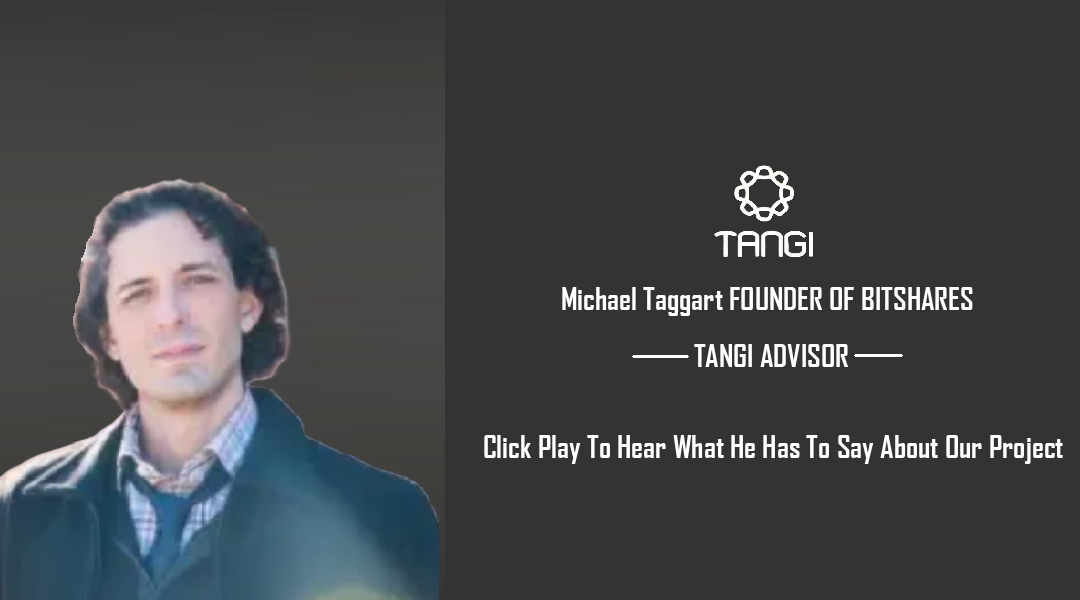 TANGI
Michael Taggart FOUNDER OF BITSHARES
TANGI ADVISOR
Click Play To Hear What He Has To Say About Our Project